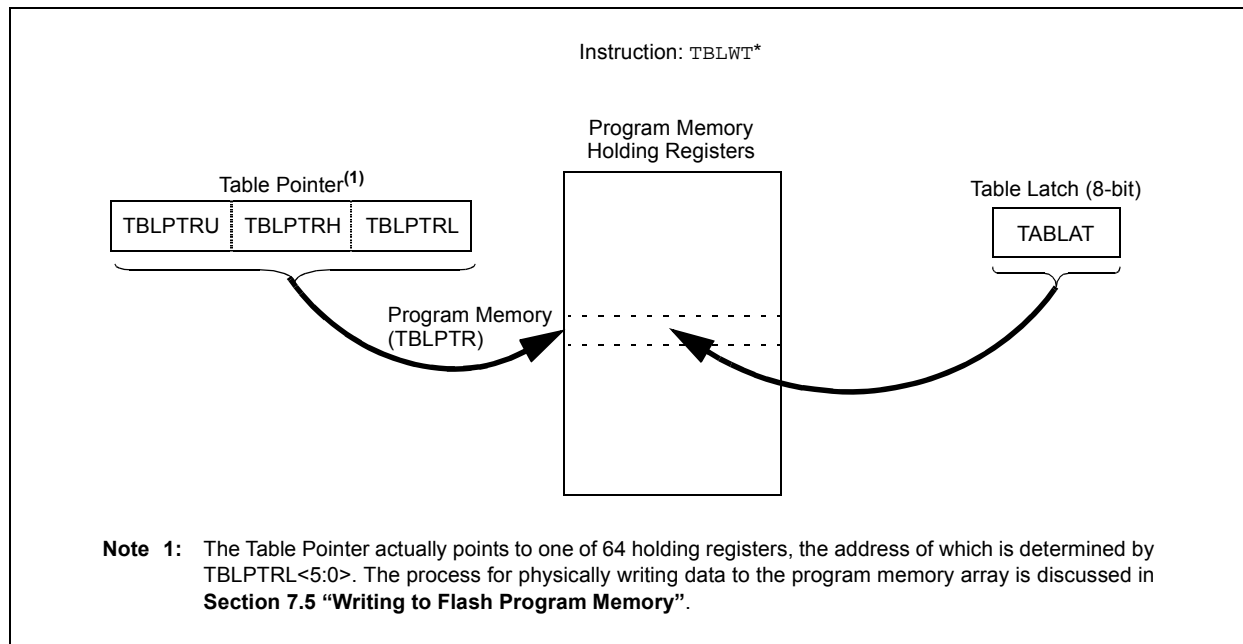 Instruction: TBLWT*
Program Memory
Holding Registers
Table Pointer(1)
Table Latch (8-bit)
TBLPTRU TBLPTRH TBLPTRL
TABLAT
Program Memory
(TBLPTR)
Note 1: The Table Pointer actually points to one of 64 holding registers, the address of which is determined by
TBLPTRL<5:0>. The process for physically writing data to the program memory array is discussed in
Section 7.5 “Writing to Flash Program Memory”.